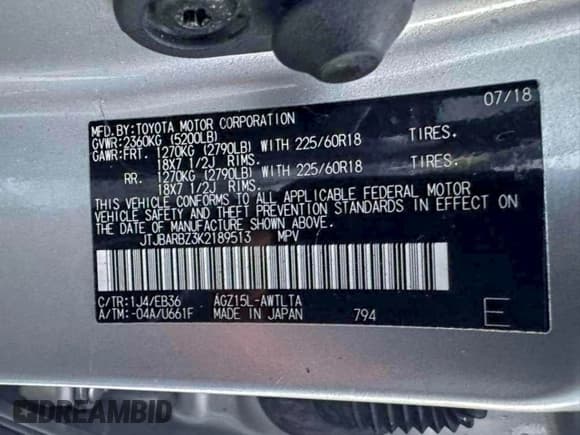 07/18
MFD.BY:TOYOTA MOTOR CORPORATION
GVWR:2360KG (5200LB)
GAWR:FRT. 1270KG (2790LB) WITH 225/60R18 TIRES.
18X7 1/2J RIMS.
RR. 1270KG (2790LB) WITH 225/60R18 TIRES.
18X7 1/2J RIMS.
THIS VEHICLE CONFORMS TO ALL APPLICABLE FEDERAL MOTOR
VEHICLE SAFETY AND THEFT PREVENTION STANDARDS IN EFFECT ON
THE DATE OF MANUFACTURE SHOWN ABOVE.
JTJBARBZ3K2189513 MPV
C/TR:1J4/EB36 AGZ15L-AWTLTA
A/TM:-04A/U661F MADE IN JAPAN 794 E
DREAMBID